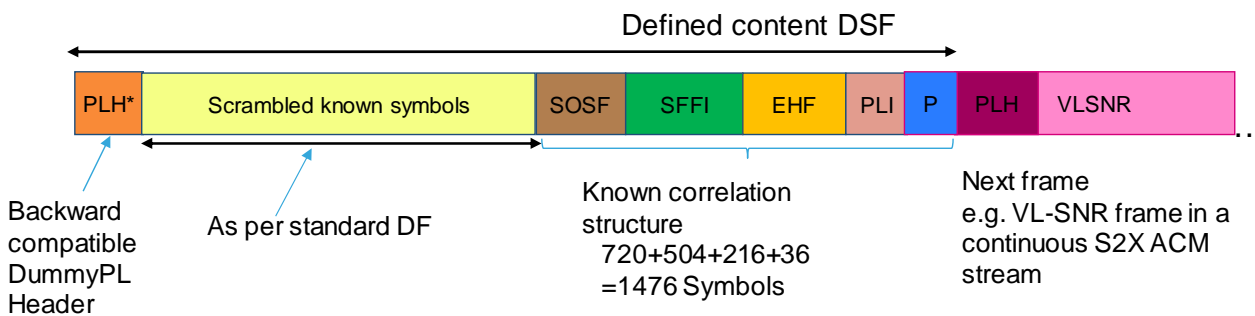 Defined content DSF
PLH* Scrambled known symbols SOSF SFFI EHF PLI P PLH VLSNR
..
Backward
compatible
DummyPL
Header
As per standard DF
Known correlation
structure
720+504+216+36
=1476 Symbols
Next frame
e.g. VL-SNR frame in a
continuous S2X ACM
stream